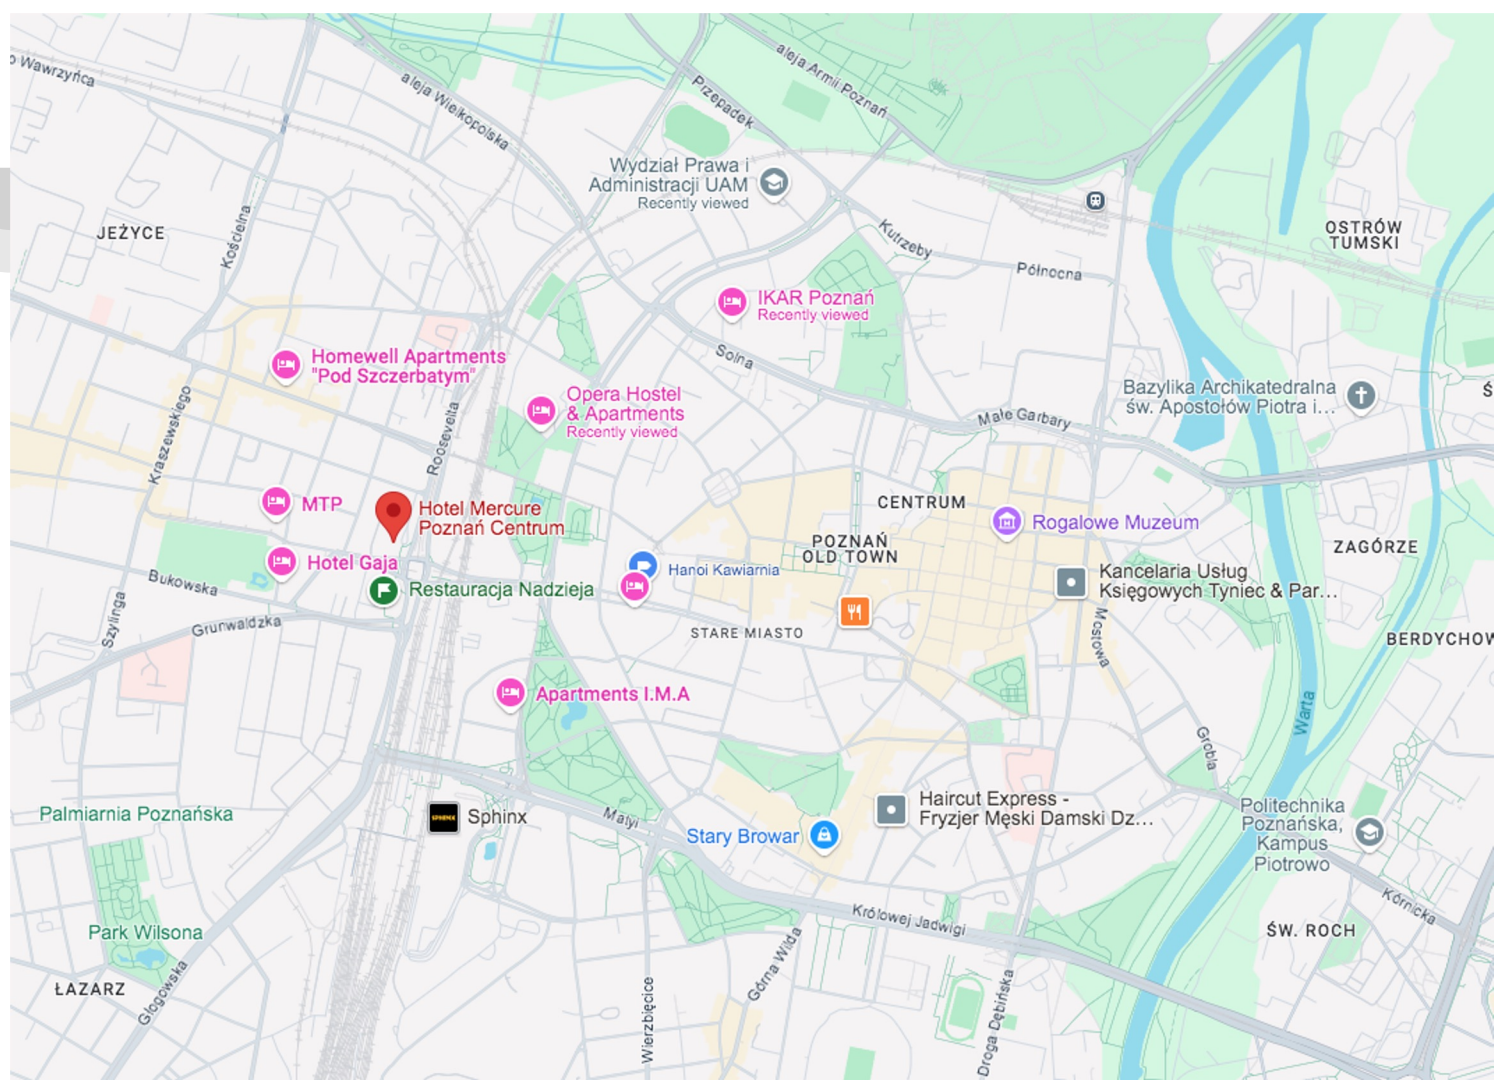 o Wawrzyńca
aleja Wielkopolska
Przepadek
aleja Armii Poznań
Wydział Prawa i
Administracji UAM
Recently viewed
JEŻYCE
Kościelna
Kutrzeby
Północna
OSTRÓW
TUMSKI
IKAR Poznań
Recently viewed
Solna
Homewell Apartments
"Pod Szczerbatym"
Opera Hostel
& Apartments
Recently viewed
Kraszewskiego
Roosevelta
Małe Garbary
Bazylika Archikatedralna
św. Apostołów Piotra i...
Ś
MTP
Hotel Mercure
Poznań Centrum
CENTRUM
Rogalowe Muzeum
POZNAŃ
OLD TOWN
ZAGÓRZE
Hotel Gaja
Hanoi Kawiarnia
Kancelaria Usług
Księgowych Tyniec & Par...
Bukowska
Restauracja Nadzieja
Szylinga
Grunwaldzka
STARE MIASTO
Mostowa
BERDYCHOW
Apartments I.M.A
Warta
Grobla
Palmiarnia Poznańska
SPHINX
Sphinx
Matyi
Stary Browar
Haircut Express -
Fryzjer Męski Damski Dz...
Politechnika
Poznańska,
Kampus
Piotrowo
Kórnicka
Park Wilsona
Królowej Jadwigi
ŚW. ROCH
ŁAZARZ
Głogowska
Wierzbięcice
Górna Wilda
Droga Dębińska